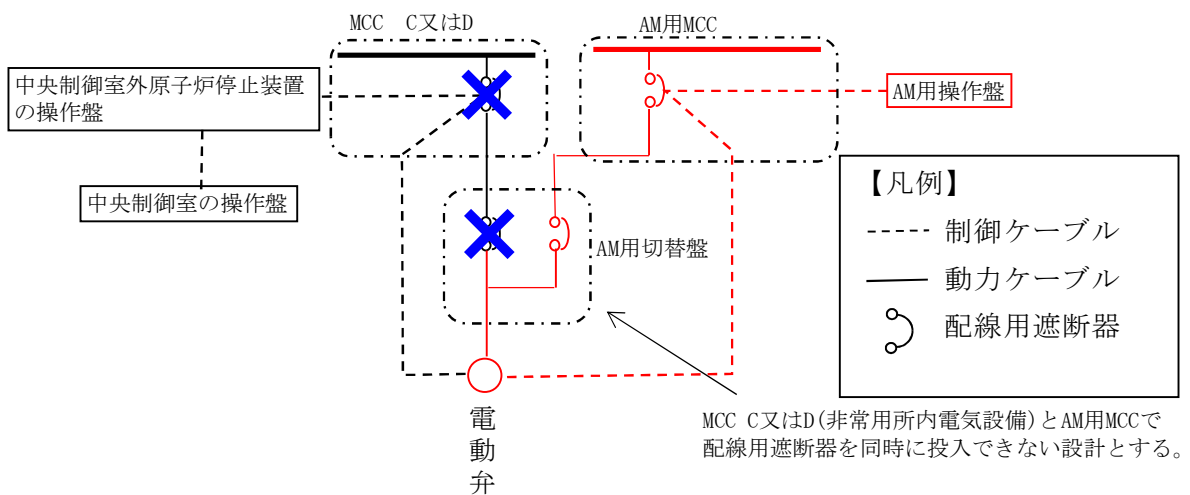 MCC C又はD
AM用MCC
中央制御室外原子炉停止装置
の操作盤
AM用操作盤
中央制御室の操作盤
AM用切替盤
【凡例】
制御ケーブル
動力ケーブル
配線用遮断器
電動弁
MCC C又はD(非常用所内電気設備)とAM用MCCで
配線用遮断器を同時に投入できない設計とする。